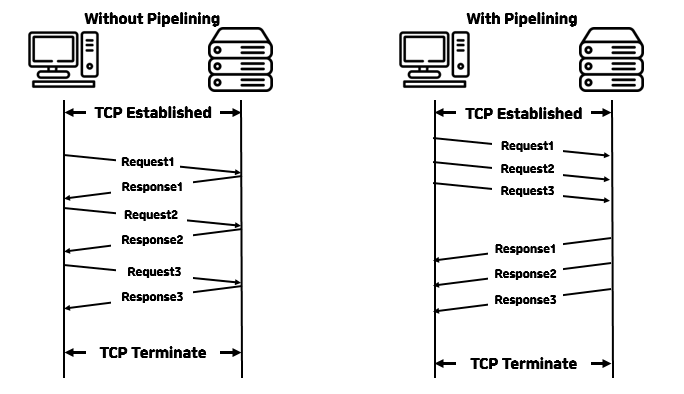 Without Pipelining
TCP Established
Request1
Response1
Request2
Response2
Request3
Response3
TCP Terminate
With Pipelining
TCP Established
Request1
Request2
Request3
Response1
Response2
Response3
TCP Terminate